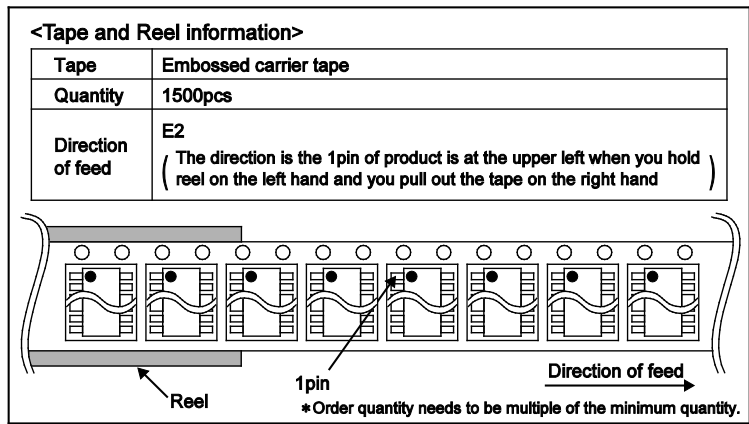 <Tape and Reel information>
Tape Embossed carrier tape
Quantity 1500pcs
Direction of feed E2
( The direction is the 1pin of product is at the upper left when you hold
reel on the left hand and you pull out the tape on the right hand )
1pin
Reel
Direction of feed
*Order quantity needs to be multiple of the minimum quantity.